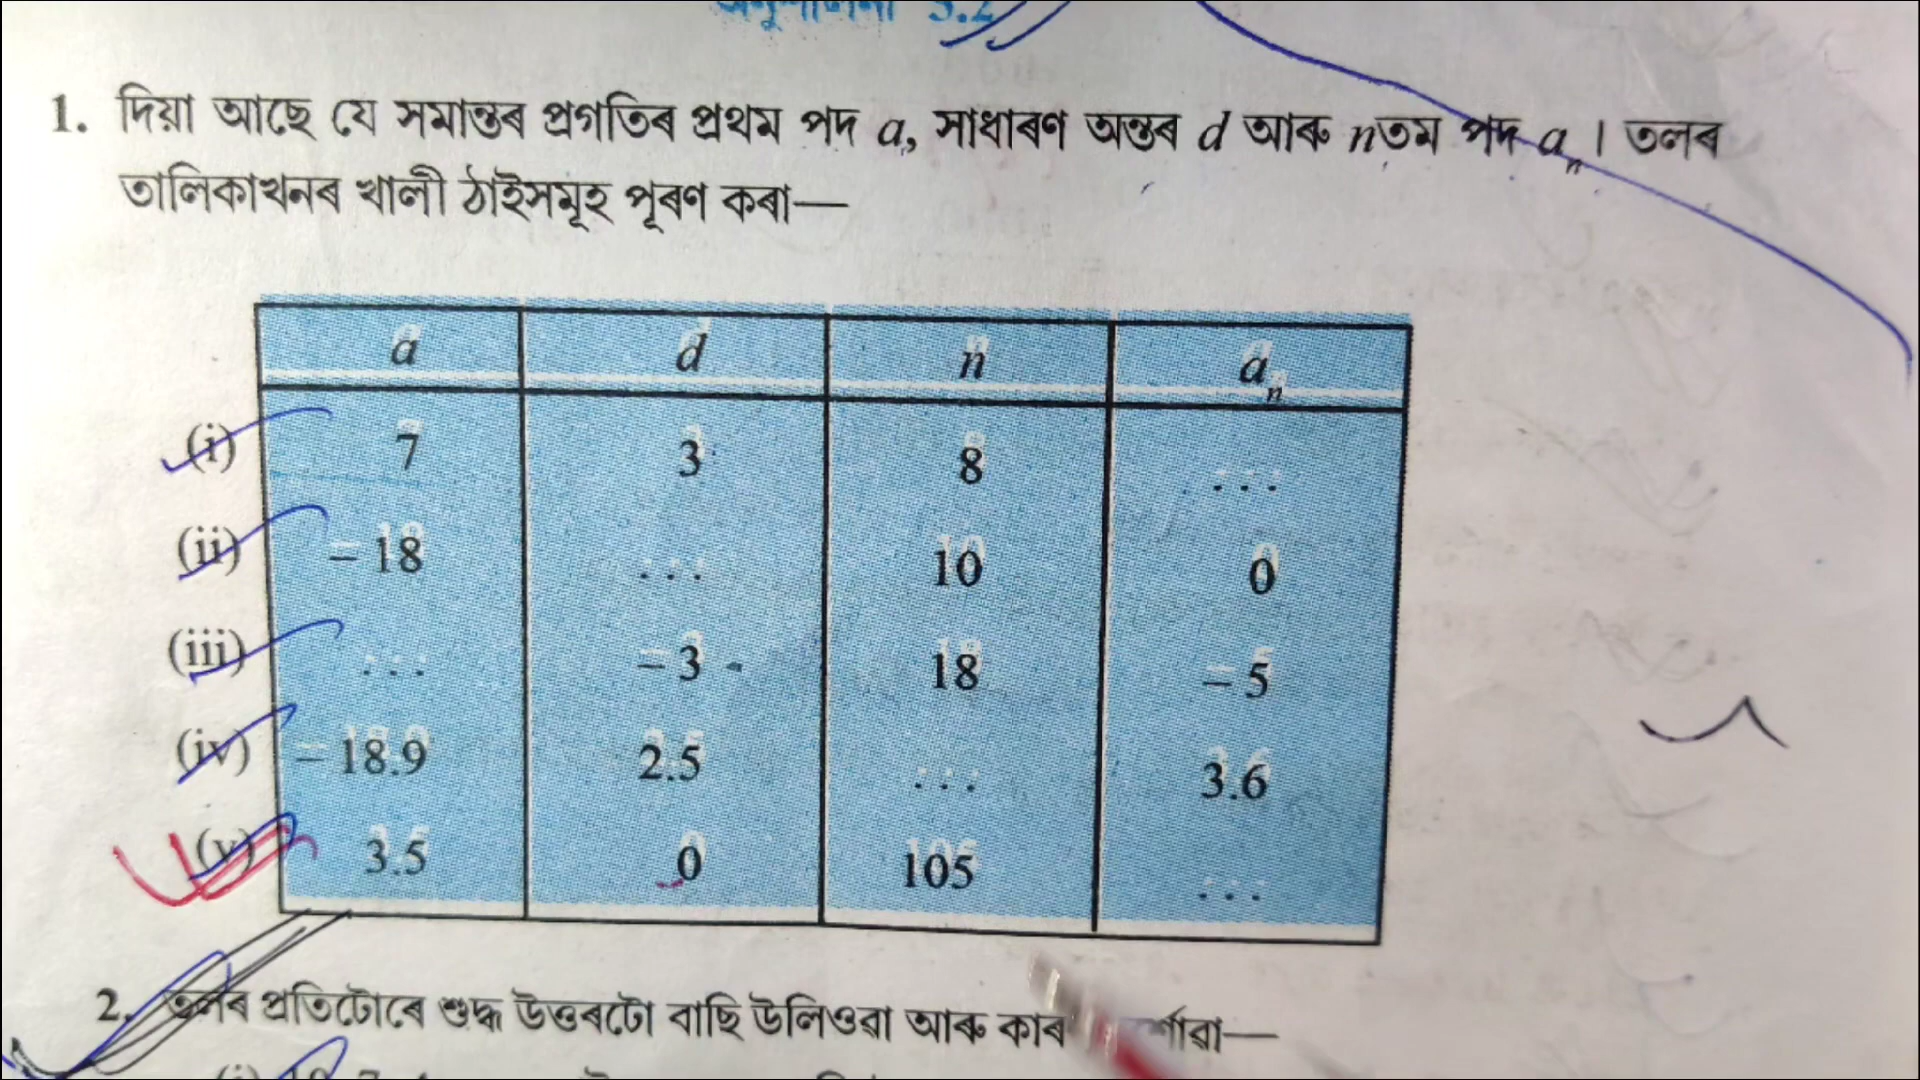 5.2
1. দিয়া আছে যে সমান্তৰ প্ৰগতিৰ প্ৰথম পদ a, সাধাৰণ অন্তৰ d আৰু nতম পদ aₙ। তলৰ
তালিকাখনৰ খালী ঠাইসমূহ পূৰণ কৰা—
a d n aₙ
(i) 7 3 8 ...
(ii) – 18 ... 10 0
(iii) ... – 3 18 – 5
(iv) – 18.9 2.5 ... 3.6
(v) 3.5 0 105 ...
2. তলৰ প্ৰতিটোৰে শুদ্ধ উত্তৰটো বাছি উলিওৱা আৰু